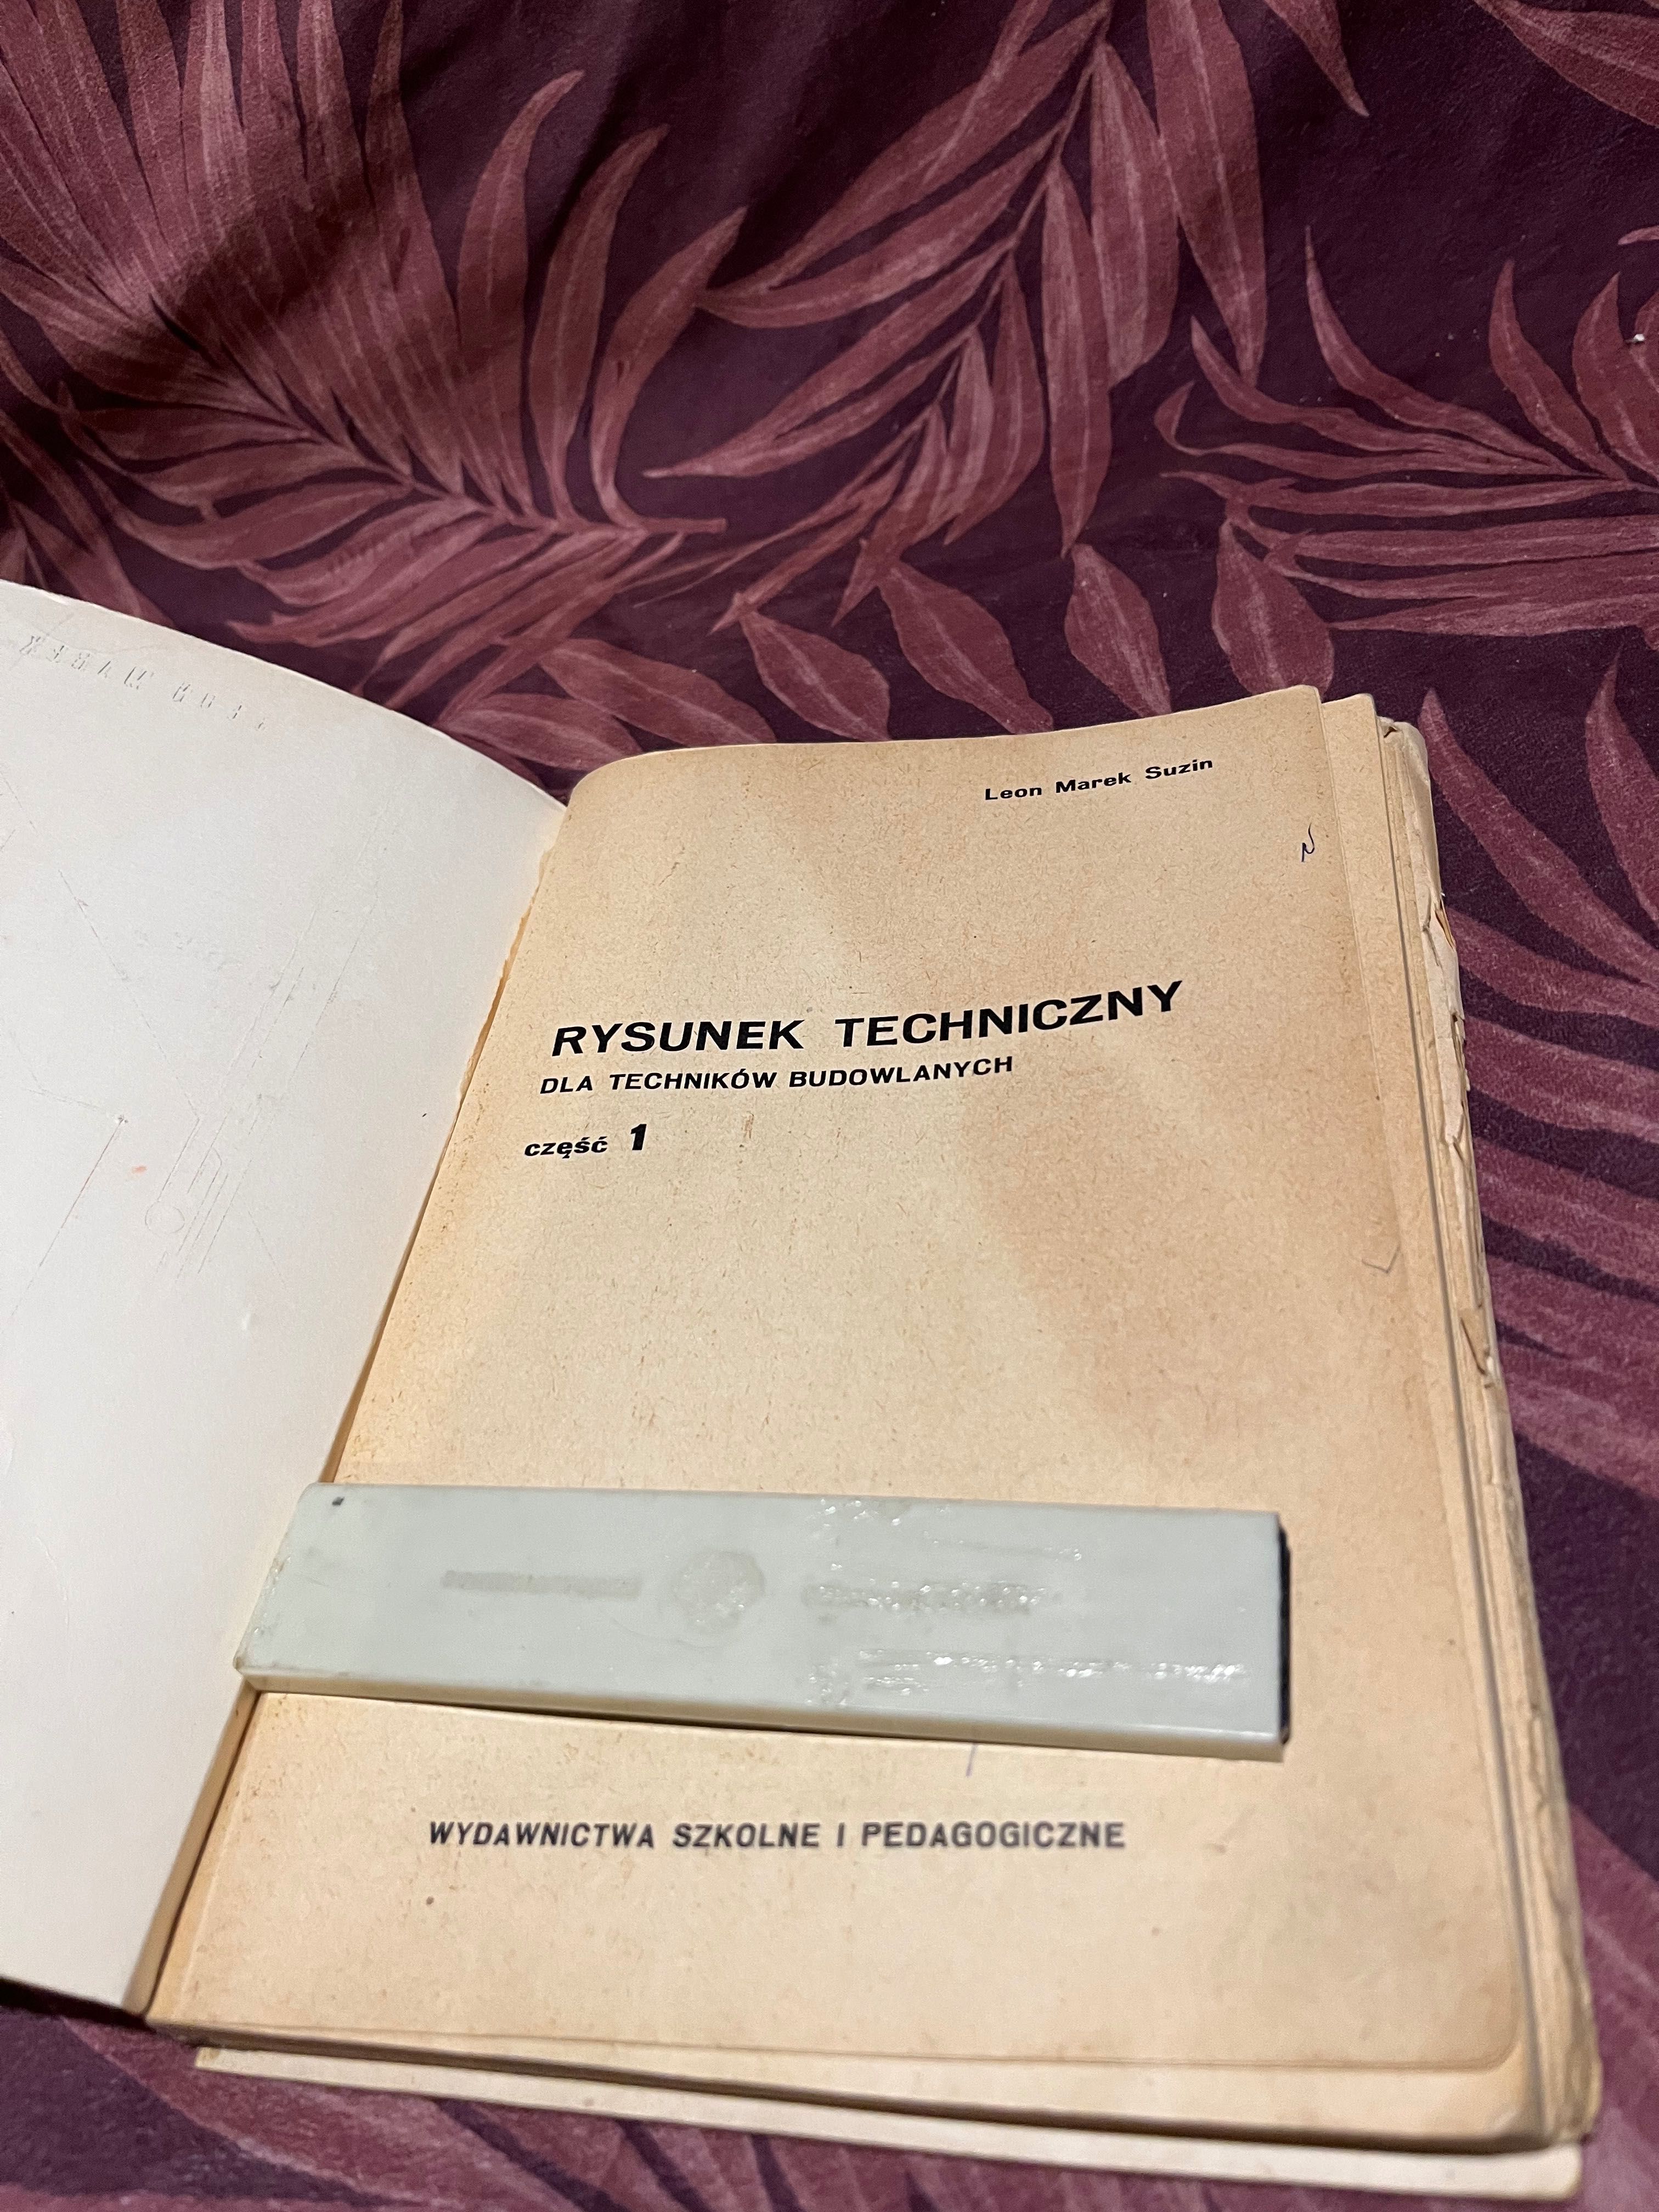 Leon Marek Suzin
RYSUNEK TECHNICZNY
DLA TECHNIKÓW BUDOWLANYCH
część 1
WYDAWNICTWA SZKOLNE I PEDAGOGICZNE